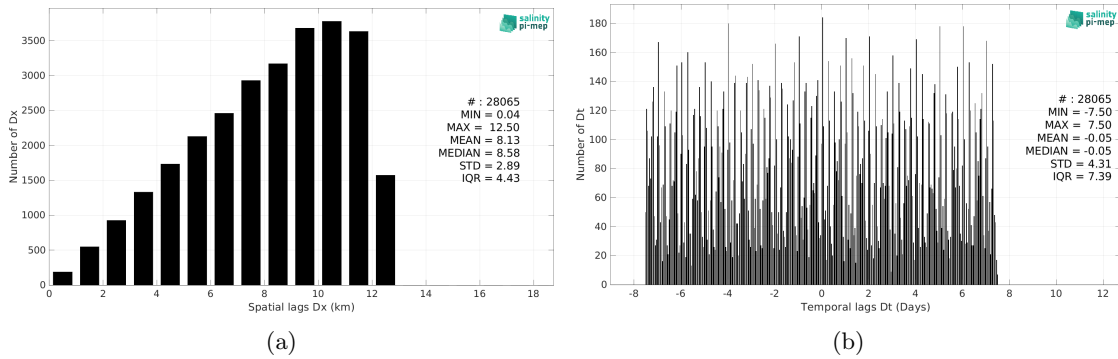 salinity
pi-mep
3500
3000
2500
2000
1500
1000
500
0
Number of Dx
# : 28065
MIN = 0.04
MAX = 12.50
MEAN = 8.13
MEDIAN = 8.58
STD = 2.89
IQR = 4.43
0 2 4 6 8 10 12 14 16 18
Spatial lags Dx (km)
(a)
salinity
pi-mep
180
160
140
120
100
80
60
40
20
0
Number of Dt
# : 28065
MIN = -7.50
MAX = 7.50
MEAN = -0.05
MEDIAN = -0.05
STD = 4.31
IQR = 7.39
-8 -6 -4 -2 0 2 4 6 8 10 12
Temporal lags Dt (Days)
(b)